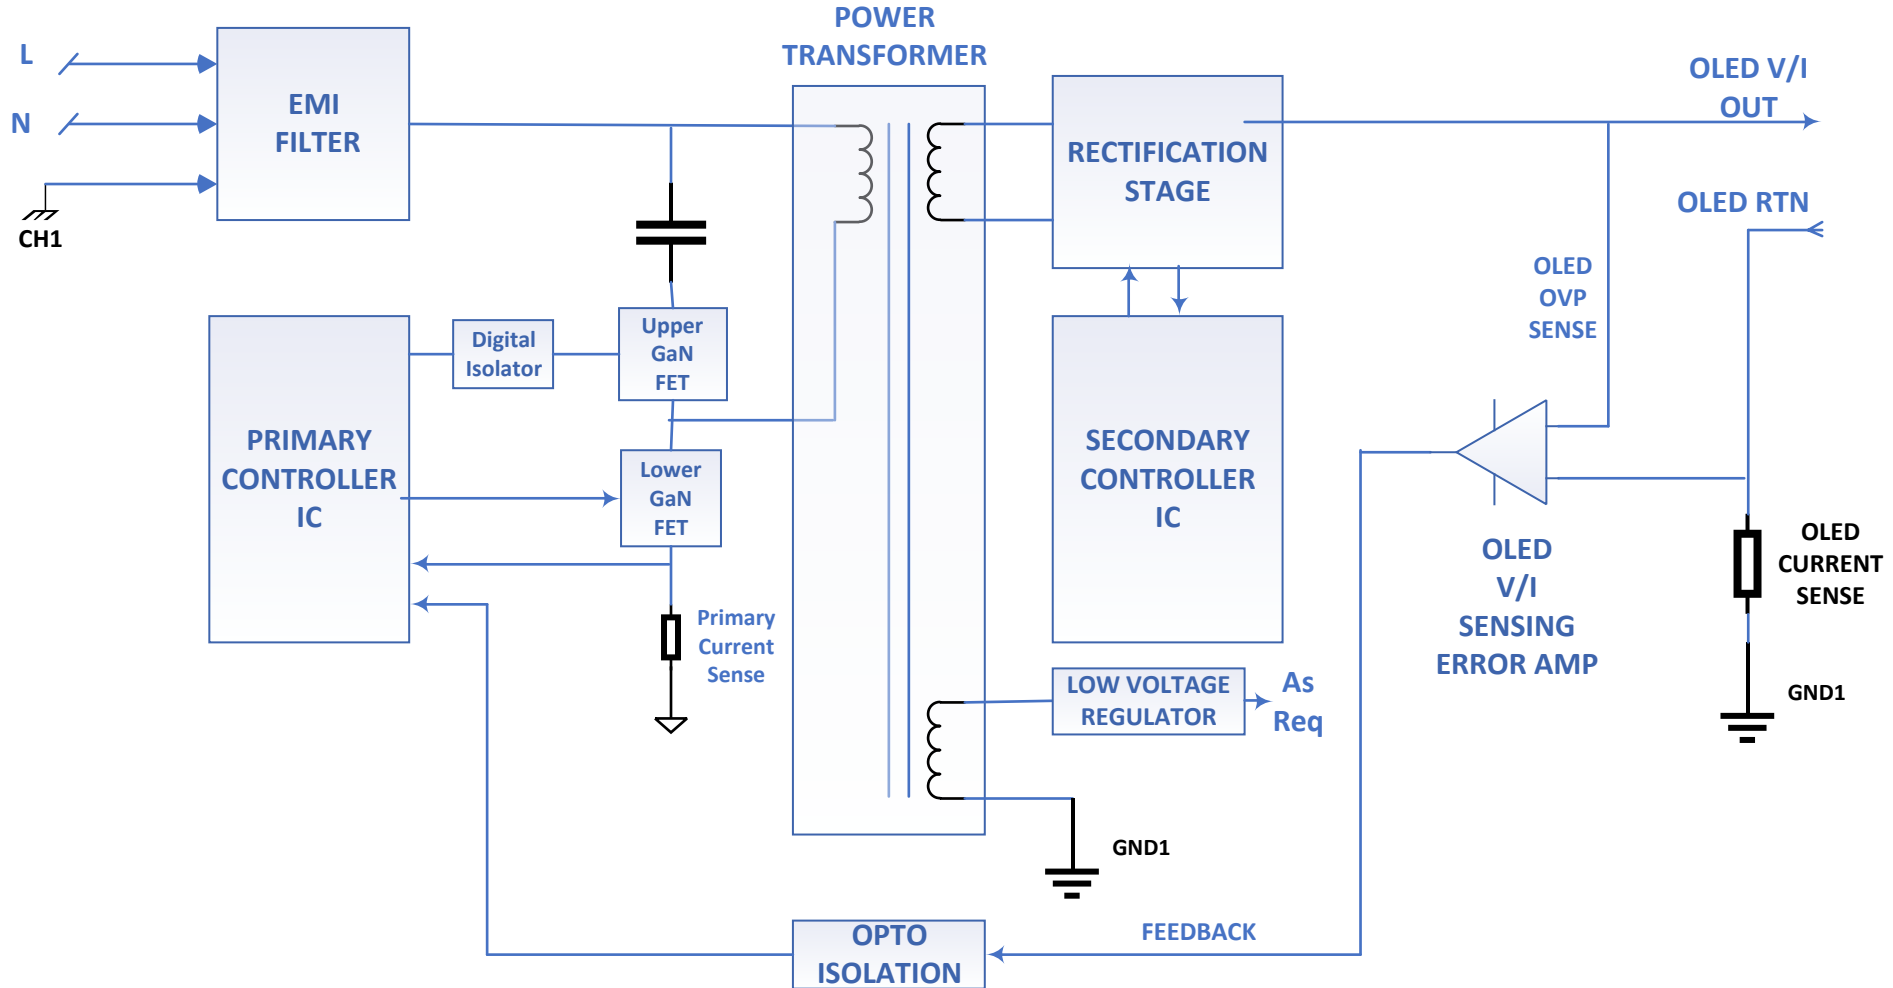 POWER
TRANSFORMER
L
N
CH1
EMI
FILTER
RECTIFICATION
STAGE
OLED V/I
OUT
OLED RTN
OLED
OVP
SENSE
Digital
Isolator
Upper
GaN
FET
PRIMARY
CONTROLLER
IC
Lower
GaN
FET
SECONDARY
CONTROLLER
IC
Primary
Current
Sense
OLED
V/I
SENSING
ERROR AMP
OLED
CURRENT
SENSE
GND1
LOW VOLTAGE
REGULATOR
As
Req
GND1
OPTO
ISOLATION
FEEDBACK